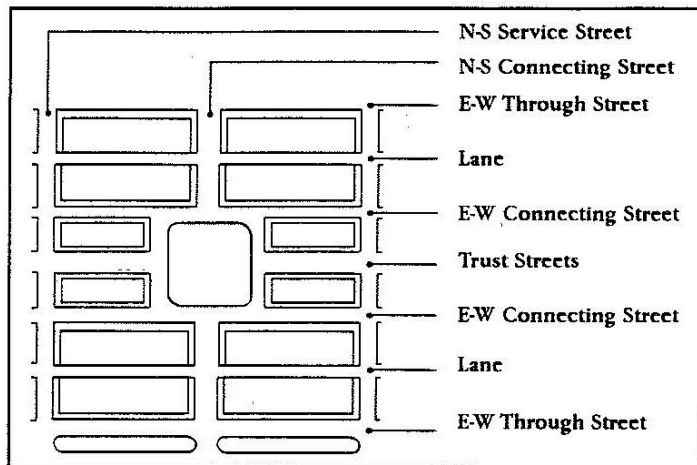 N-S Service Street
N-S Connecting Street
E-W Through Street
Lane
E-W Connecting Street
Trust Streets
E-W Connecting Street
Lane
E-W Through Street